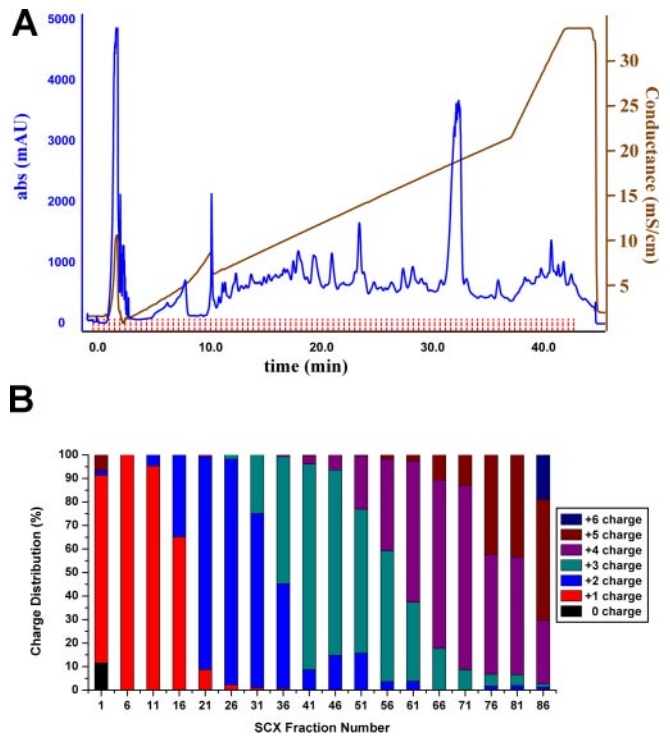 A
5000
4000
3000
2000
1000
0
abs (mAU)
30
25
20
15
10
5
Conductance (mS/cm)
0.0 10.0 20.0 30.0 40.0
time (min)
B
100
90
80
70
60
50
40
30
20
10
0
Charge Distribution (%)
1 6 11 16 21 26 31 36 41 46 51 56 61 66 71 76 81 86
SCX Fraction Number
+6 charge
+5 charge
+4 charge
+3 charge
+2 charge
+1 charge
0 charge